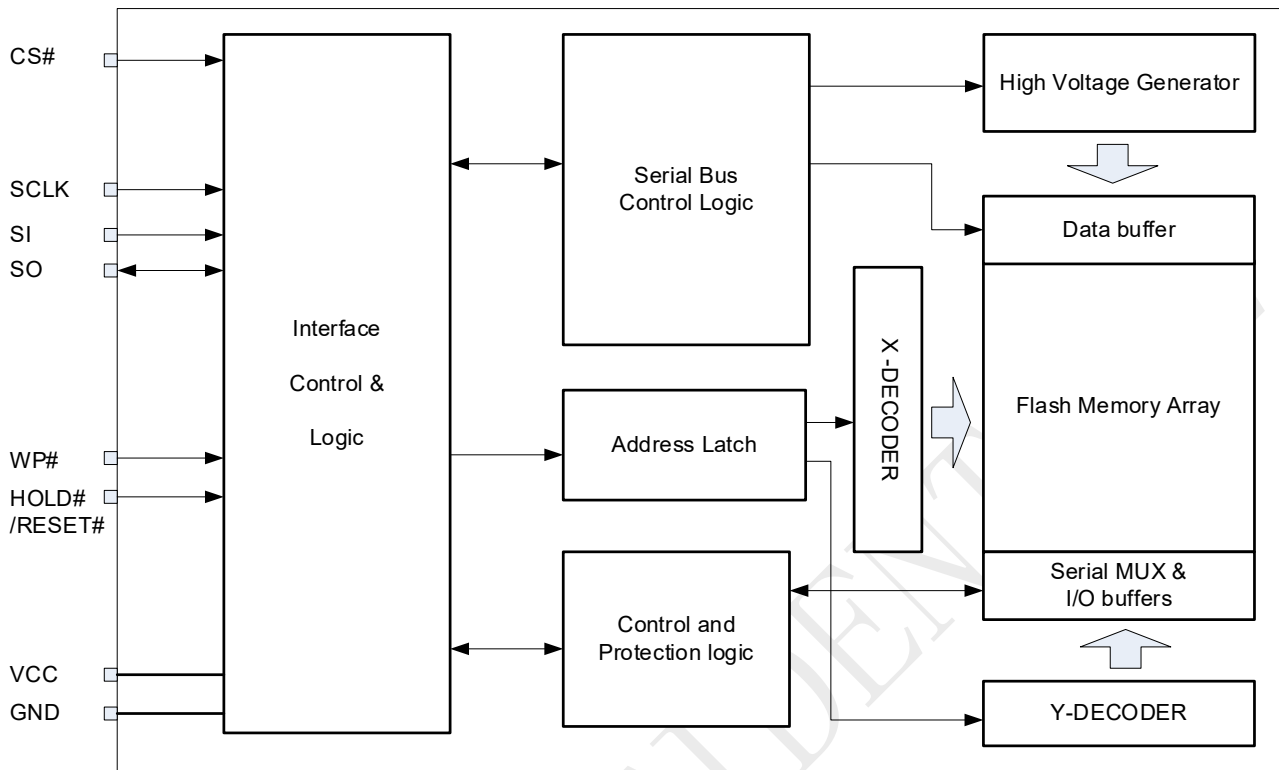 CS#
SCLK
SI
SO
WP#
HOLD#
/RESET#
VCC
GND
Interface
Control &
Logic
Serial Bus
Control Logic
Address Latch
Control and
Protection logic
X -DECODER
High Voltage Generator
Data buffer
Flash Memory Array
Serial MUX &
I/O buffers
Y-DECODER